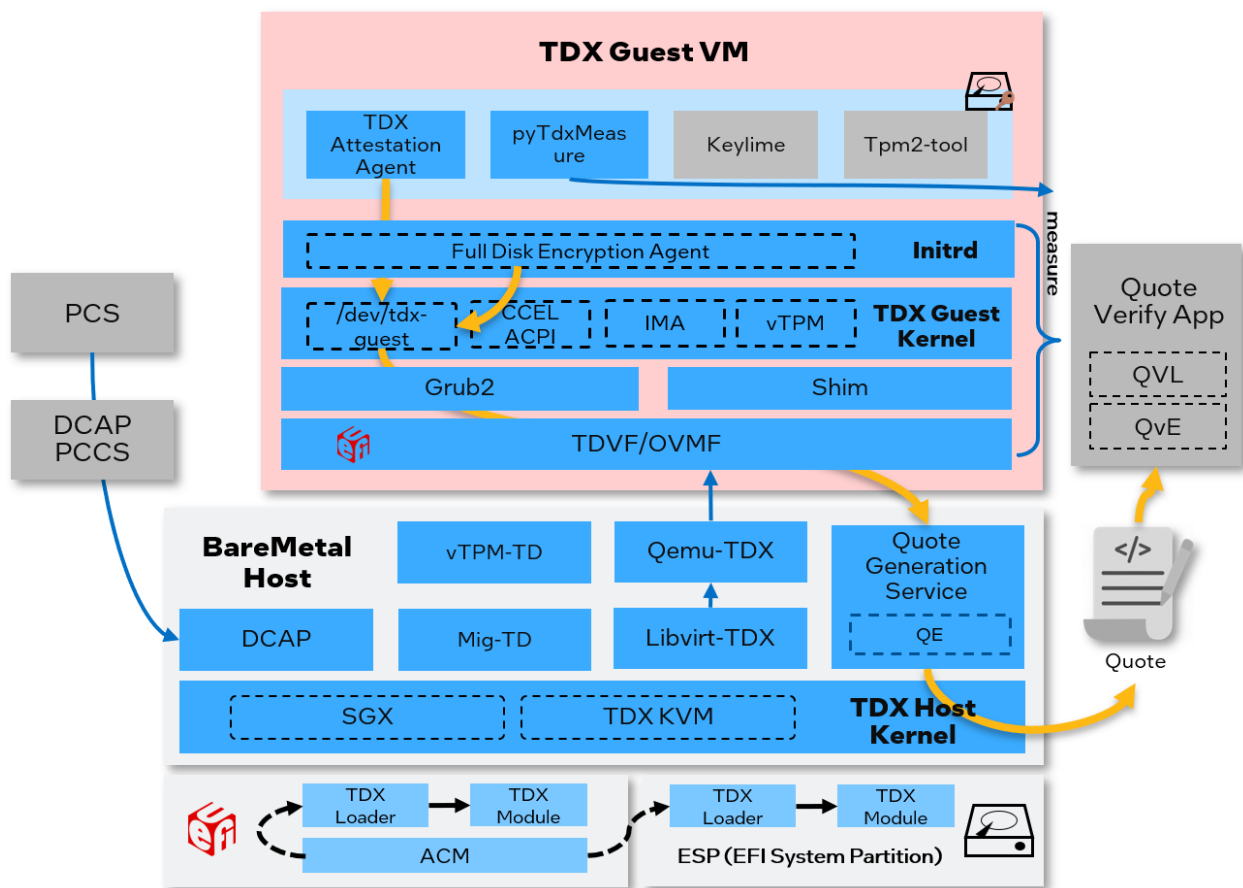 TDX Guest VM
TDX
Attestation
Agent
pyTdxMeas
ure
Keylime
Tpm2-tool
measure
Full Disk Encryption Agent
Initrd
/dev/tdx-
guest
CCEL
ACPI
IMA
vTPM
TDX Guest
Kernel
Grub2
Shim
TDVF/OVMF
PCS
DCAP
PCCS
Quote
Verify App
QVL
QvE
BareMetal
Host
vTPM-TD
Qemu-TDX
Quote
Generation
Service
QE
DCAP
Mig-TD
Libvirt-TDX
</>
Quote
SGX
TDX KVM
TDX Host
Kernel
UEFI
TDX
Loader
TDX
Module
ACM
TDX
Loader
TDX
Module
ESP (EFI System Partition)